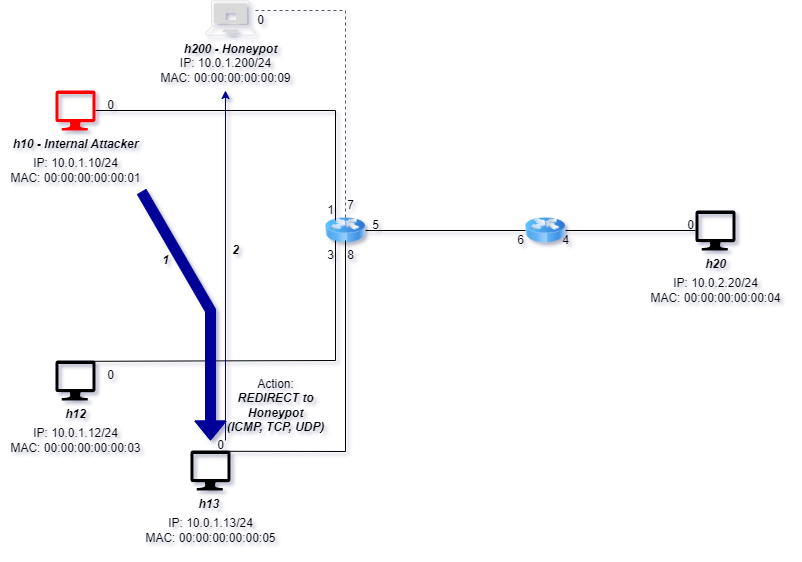 0
h200 - Honeypot
IP: 10.0.1.200/24
MAC: 00:00:00:00:00:09
0
h10 - Internal Attacker
IP: 10.0.1.10/24
MAC: 00:00:00:00:00:01
1
7
5
3
8
6
4
0
h20
IP: 10.0.2.20/24
MAC: 00:00:00:00:00:04
1
2
0
h12
IP: 10.0.1.12/24
MAC: 00:00:00:00:00:03
Action:
REDIRECT to
Honeypot
(ICMP, TCP, UDP)
0
h13
IP: 10.0.1.13/24
MAC: 00:00:00:00:00:05